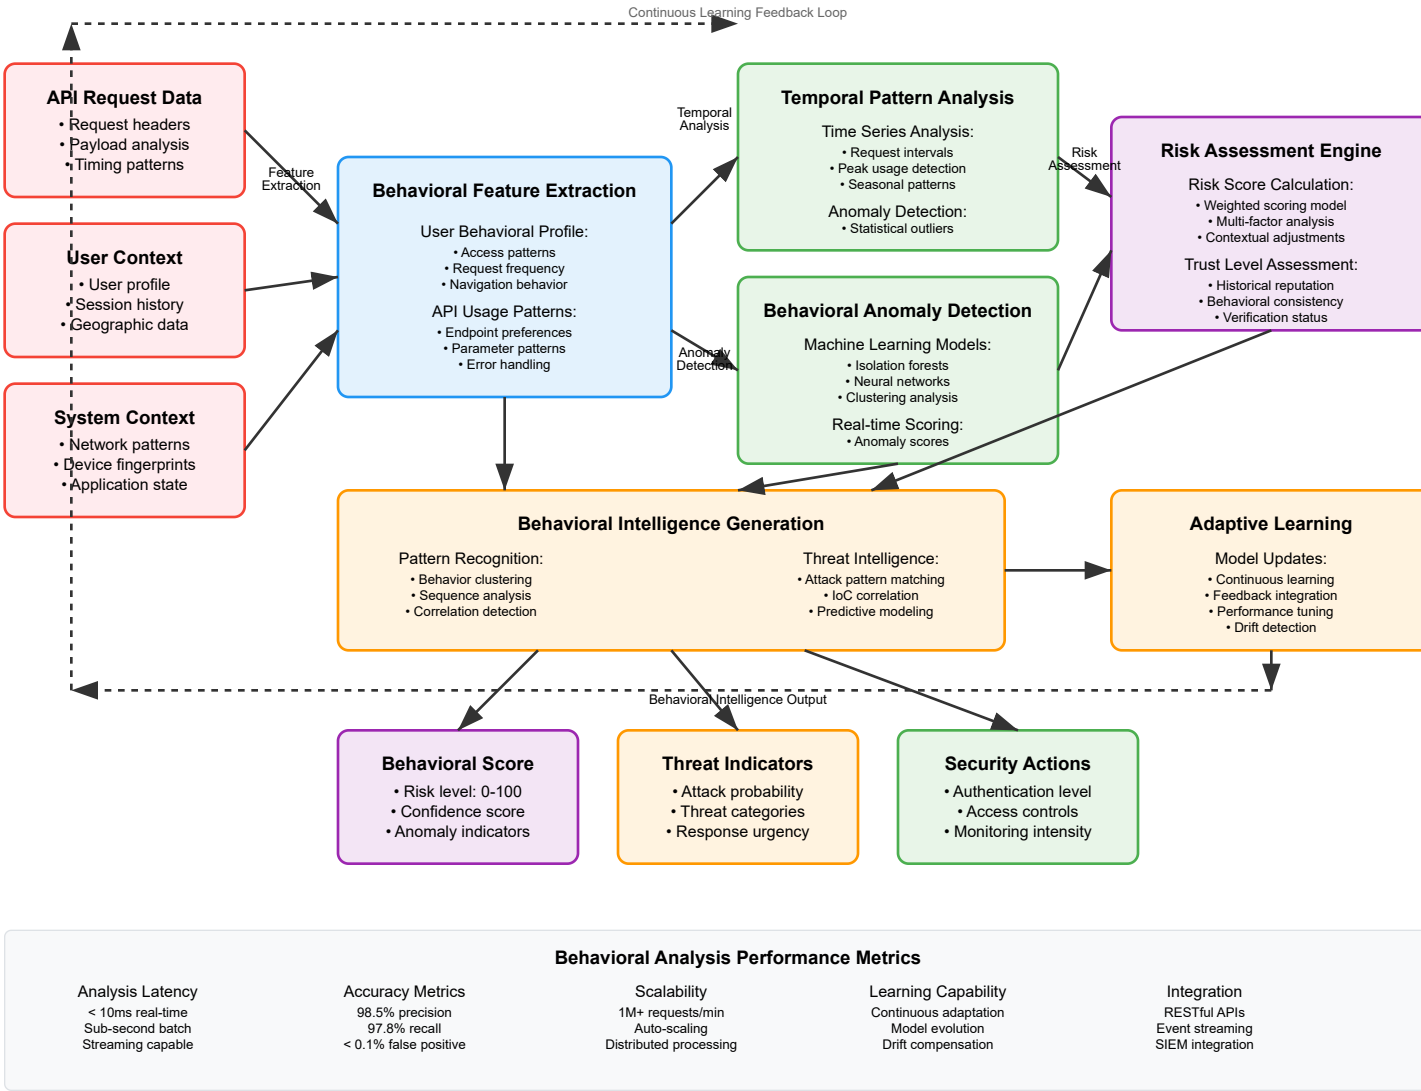 Continuous Learning Feedback Loop
API Request Data
• Request headers
• Payload analysis
• Timing patterns
User Context
• User profile
• Session history
• Geographic data
System Context
• Network patterns
• Device fingerprints
• Application state
Feature
Extraction
Behavioral Feature Extraction
User Behavioral Profile:
• Access patterns
• Request frequency
• Navigation behavior
API Usage Patterns:
• Endpoint preferences
• Parameter patterns
• Error handling
Temporal
Analysis
Anomaly
Detection
Temporal Pattern Analysis
Time Series Analysis:
• Request intervals
• Peak usage detection
• Seasonal patterns
Anomaly Detection:
• Statistical outliers
Behavioral Anomaly Detection
Machine Learning Models:
• Isolation forests
• Neural networks
• Clustering analysis
Real-time Scoring:
• Anomaly scores
Risk
Assessment
Risk Assessment Engine
Risk Score Calculation:
• Weighted scoring model
• Multi-factor analysis
• Contextual adjustments
Trust Level Assessment:
• Historical reputation
• Behavioral consistency
• Verification status
Behavioral Intelligence Generation
Pattern Recognition:
• Behavior clustering
• Sequence analysis
• Correlation detection
Threat Intelligence:
• Attack pattern matching
• IoC correlation
• Predictive modeling
Adaptive Learning
Model Updates:
• Continuous learning
• Feedback integration
• Performance tuning
• Drift detection
Behavioral Intelligence Output
Behavioral Score
• Risk level: 0-100
• Confidence score
• Anomaly indicators
Threat Indicators
• Attack probability
• Threat categories
• Response urgency
Security Actions
• Authentication level
• Access controls
• Monitoring intensity
Behavioral Analysis Performance Metrics
Analysis Latency
< 10ms real-time
Sub-second batch
Streaming capable
Accuracy Metrics
98.5% precision
97.8% recall
< 0.1% false positive
Scalability
1M+ requests/min
Auto-scaling
Distributed processing
Learning Capability
Continuous adaptation
Model evolution
Drift compensation
Integration
RESTful APIs
Event streaming
SIEM integration